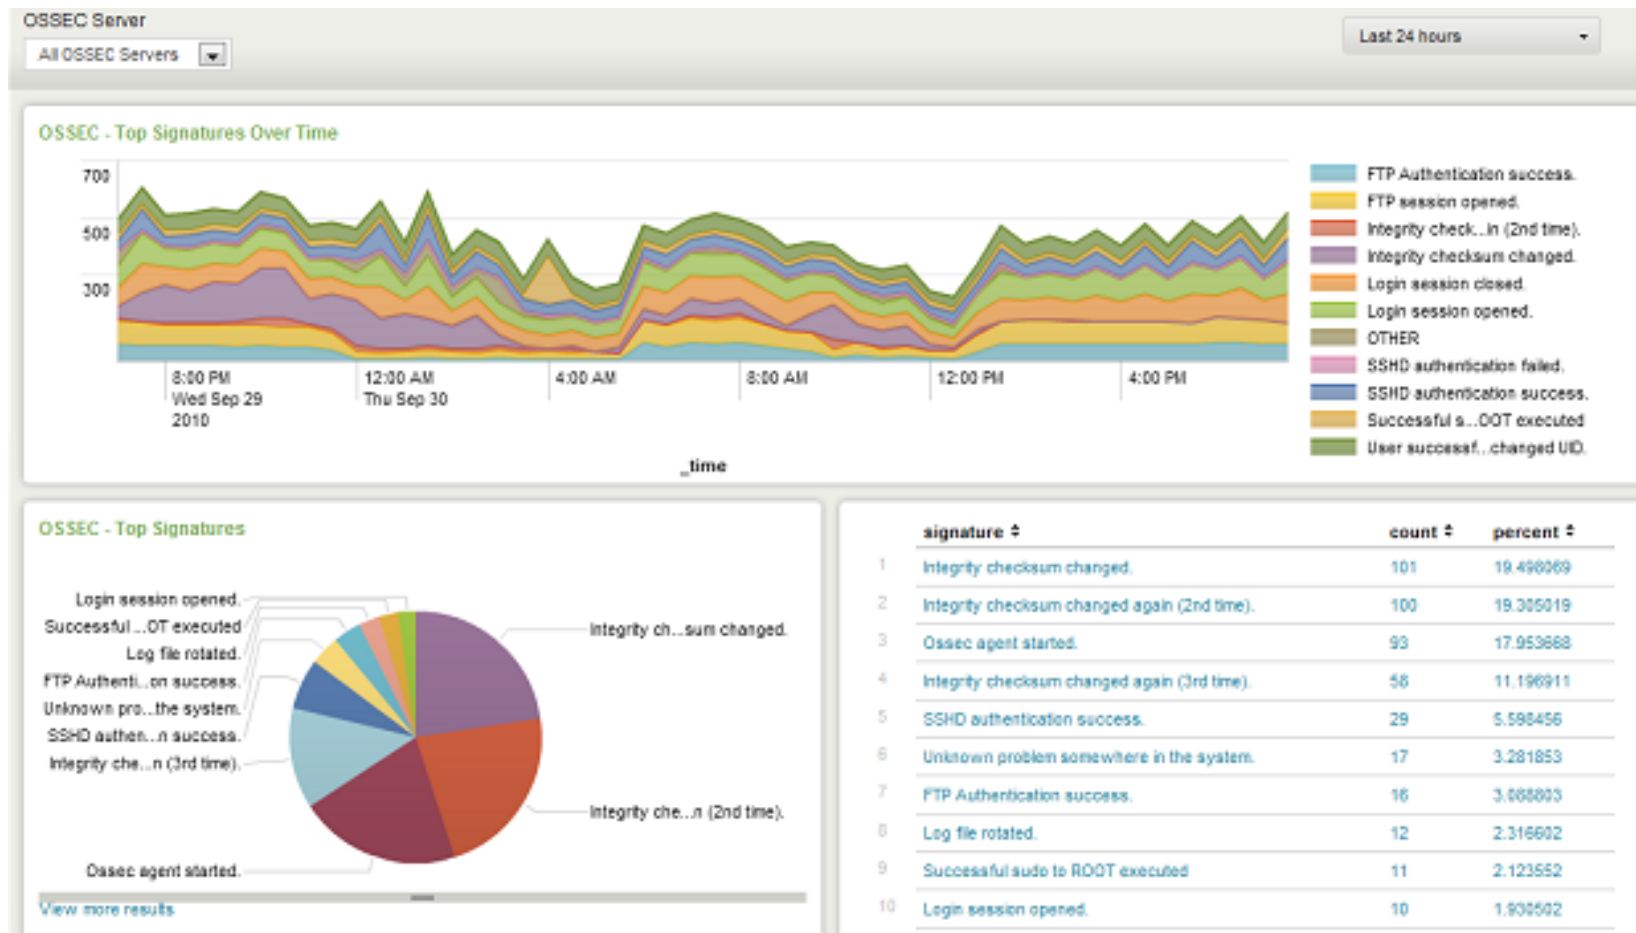 OSSEC Server
All OSSEC Servers
Last 24 hours
OSSEC - Top Signatures Over Time
700
500
300
8:00 PM
Wed Sep 29
2010
12:00 AM
Thu Sep 30
4:00 AM
8:00 AM
12:00 PM
4:00 PM
_time
FTP Authentication success.
FTP session opened.
Integrity check...in (2nd time).
Integrity checksum changed.
Login session closed.
Login session opened.
OTHER
SSHD authentication failed.
SSHD authentication success.
Successful s...OOT executed
User successf...changed UID.
OSSEC - Top Signatures
Login session opened.
Successful ...OT executed
Log file rotated.
FTP Authenti...on success.
Unknown pro...the system.
SSHD authen...n success.
Integrity che...n (3rd time).
Ossec agent started.
Integrity ch...sum changed.
Integrity che...n (2nd time).
View more results
signature count percent
1 Integrity checksum changed. 101 19.498069
2 Integrity checksum changed again (2nd time). 100 19.305019
3 Ossec agent started. 93 17.953668
4 Integrity checksum changed again (3rd time). 58 11.196911
5 SSHD authentication success. 29 5.598456
6 Unknown problem somewhere in the system. 17 3.281853
7 FTP Authentication success. 16 3.088803
8 Log file rotated. 12 2.316602
9 Successful sudo to ROOT executed 11 2.123552
10 Login session opened. 10 1.930502